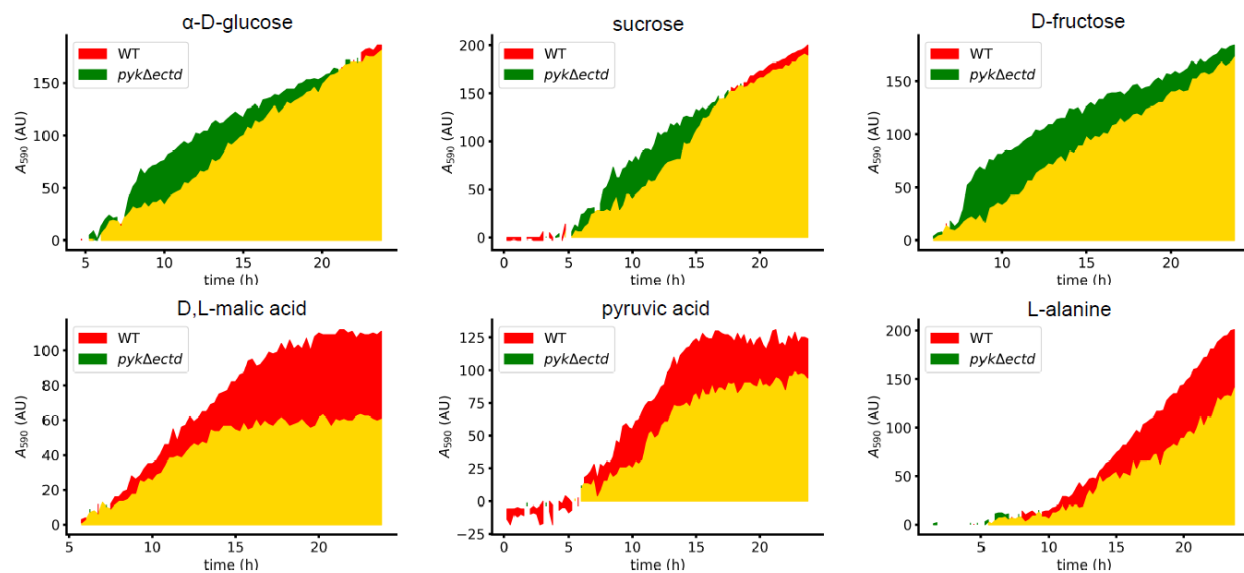 α-D-glucose
A590 (AU)
150
100
50
0
WT
pykΔectd
5
10
15
20
time (h)
sucrose
A590 (AU)
200
150
100
50
0
WT
pykΔectd
0
5
10
15
20
time (h)
D-fructose
A590 (AU)
150
100
50
0
WT
pykΔectd
10
15
20
time (h)
D,L-malic acid
A590 (AU)
100
80
60
40
20
0
WT
pykΔectd
5
10
15
20
time (h)
pyruvic acid
A590 (AU)
125
100
75
50
25
0
−25
WT
pykΔectd
0
5
10
15
20
time (h)
L-alanine
A590 (AU)
200
150
100
50
0
WT
pykΔectd
5
10
15
20
time (h)